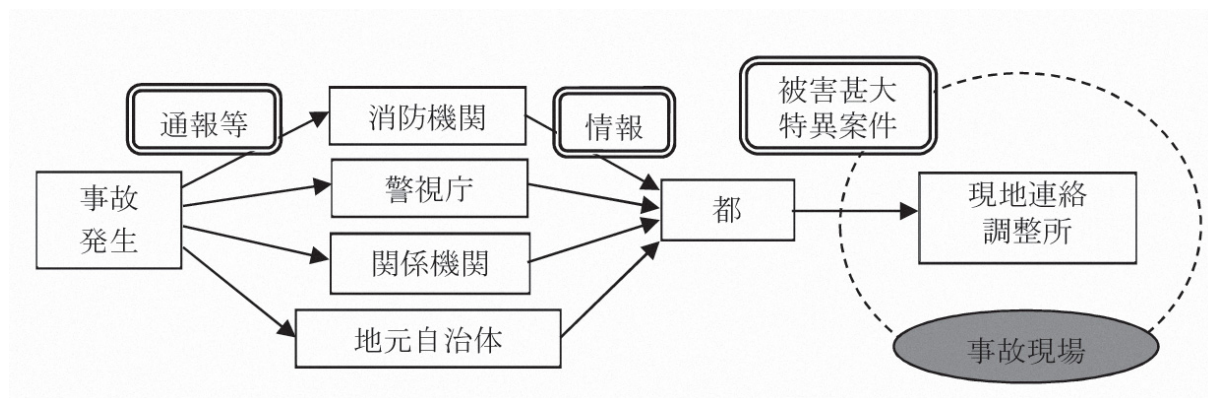 事故
発生
通報等
消防機関
警視庁
関係機関
地元自治体
情報
都
被害甚大
特異案件
現地連絡
調整所
事故現場